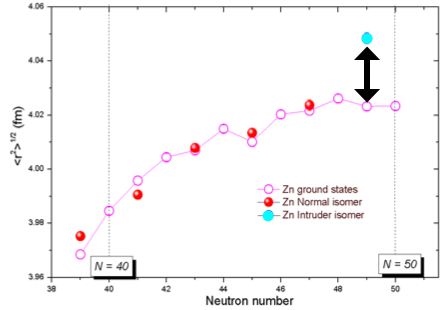 4.06
4.04
4.02
4.00
3.98
3.96
<r²>^1/2 (fm)
Zn ground states
Zn Normal isomer
Zn Intruder isomer
N = 40
N = 50
38 40 42 44 46 48 50
Neutron number